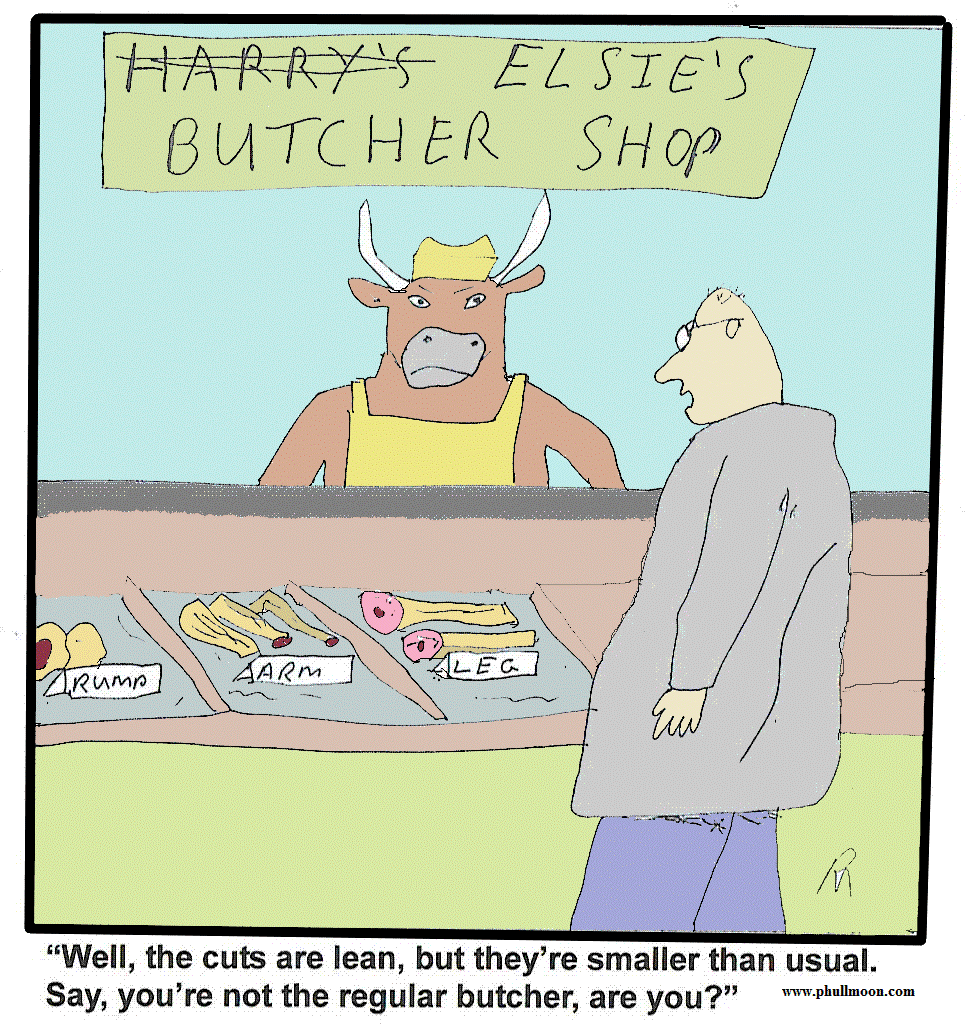 HARRY'S ELSIE'S
BUTCHER SHOP
RUMP
ARM
LEG
“Well, the cuts are lean, but they’re smaller than usual.
Say, you’re not the regular butcher, are you?”
www.phullmoon.com